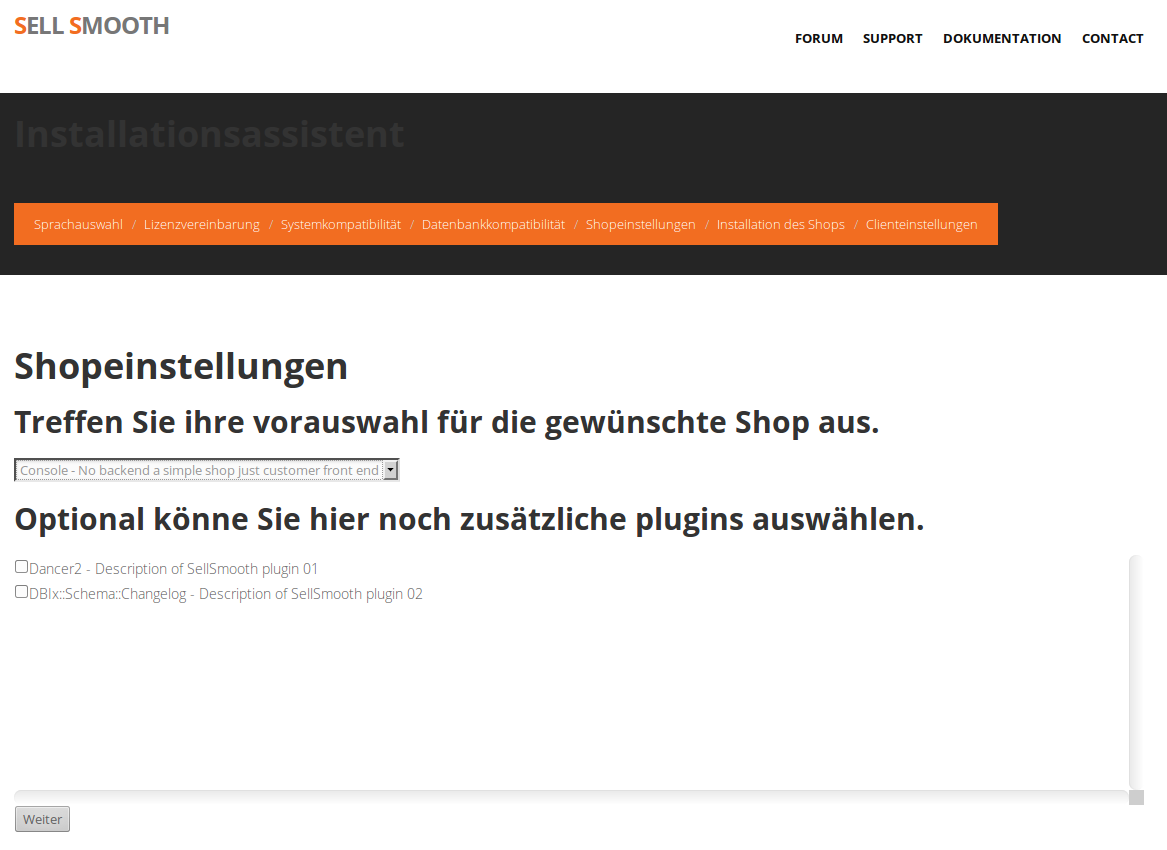 SELL SMOOTH
FORUM SUPPORT DOKUMENTATION CONTACT
Installationsassistent
Sprachauswahl / Lizenzvereinbarung / Systemkompatibilität / Datenbankkompatibilität / Shopeinstellungen / Installation des Shops / Clienteinstellungen
Shopeinstellungen
Treffen Sie ihre vorauswahl für die gewünschte Shop aus.
Console - No backend a simple shop just customer front end
Optional könne Sie hier noch zusätzliche plugins auswählen.
Dancer2 - Description of SellSmooth plugin 01
DBIx::Schema::Changelog - Description of SellSmooth plugin 02
Weiter